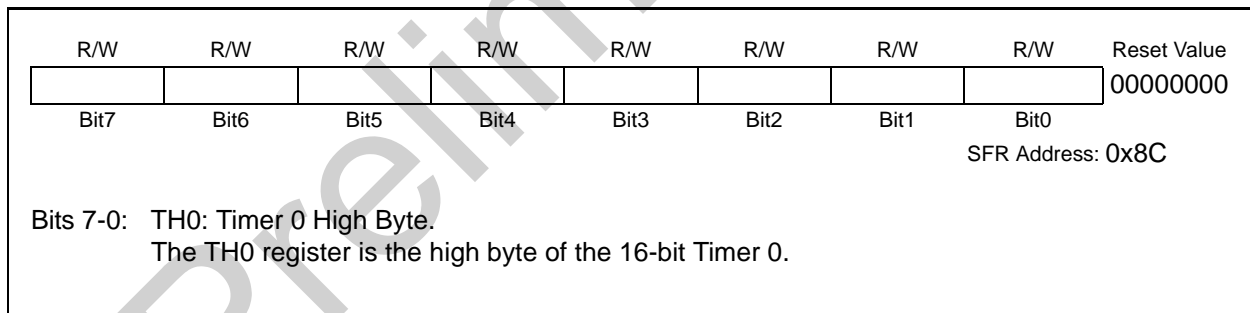 R/W R/W R/W R/W R/W R/W R/W R/W Reset Value
00000000
Bit7 Bit6 Bit5 Bit4 Bit3 Bit2 Bit1 Bit0
SFR Address: 0x8C
Bits 7-0: TH0: Timer 0 High Byte.
The TH0 register is the high byte of the 16-bit Timer 0.
Prelim